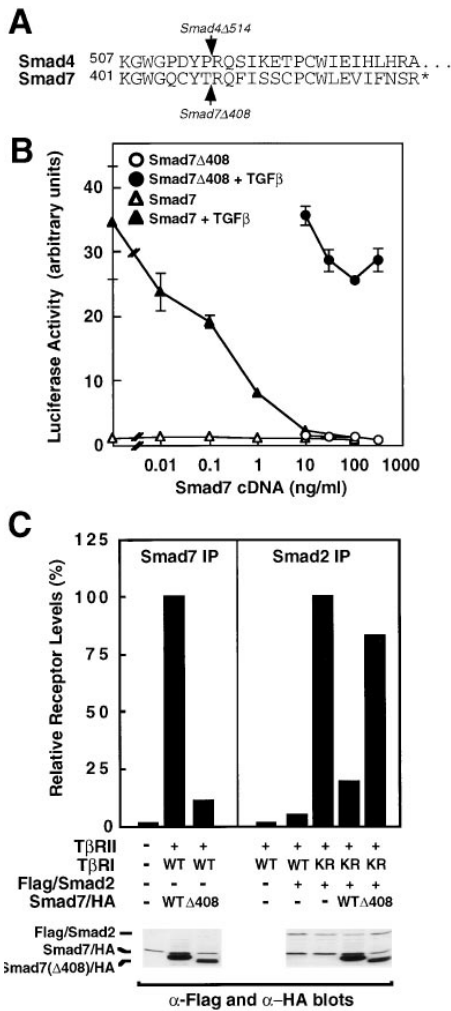 A
Smad4Δ514
Smad4 507 KGWGPDYPRQSIKETPCWIEIHLHRA...
Smad7 401 KGWGQCYTRQFISSCPCWLEVIFNSR*
Smad7Δ408
B
Smad7Δ408
Smad7Δ408 + TGFβ
Smad7
Smad7 + TGFβ
Luciferase Activity (arbitrary units)
40
30
20
10
0
0.01 0.1 1 10 100 1000
Smad7 cDNA (ng/ml)
C
Relative Receptor Levels (%)
125
100
75
50
25
0
Smad7 IP Smad2 IP
TβRII - + + + + + + +
TβRI - WT WT WT WT KR KR KR
Flag/Smad2 - - - - + + + +
Smad7/HA - WT Δ408 - - - WT Δ408
Flag/Smad2
Smad7/HA
Smad7(Δ408)/HA
α-Flag and α-HA blots